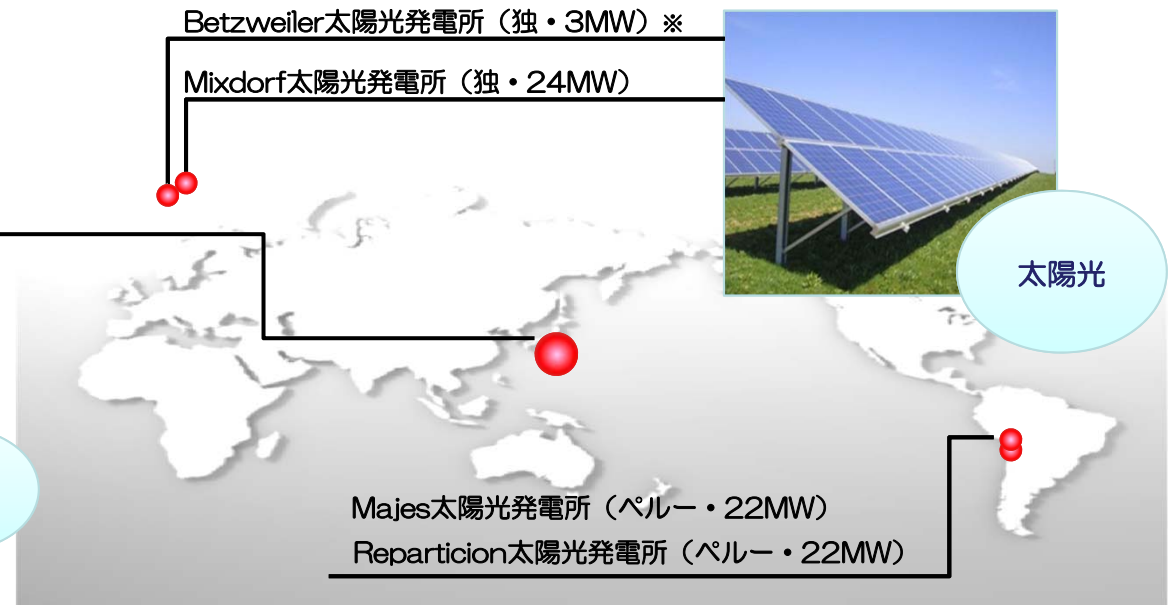 Betzweiler太陽光発電所（独・3MW）※
Mixdorf太陽光発電所（独・24MW）
太陽光
Majes太陽光発電所（ペルー・22MW）
Reparticion太陽光発電所（ペルー・22MW）